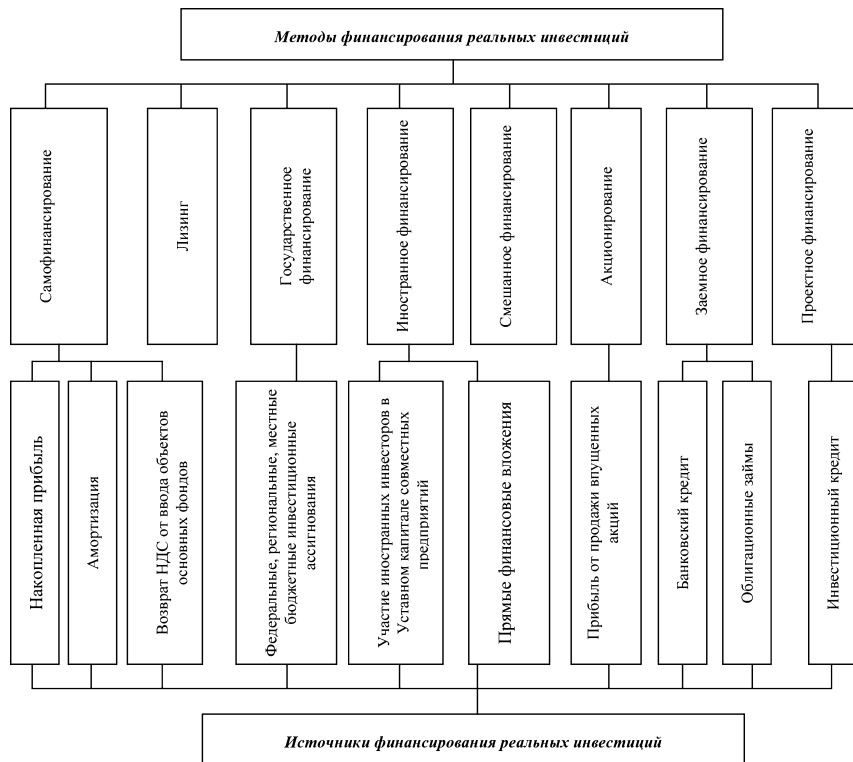 Методы финансирования реальных инвестиций
Самофинансирование
Лизинг
Государственное
финансирование
Иностранное финансирование
Смешанное финансирование
Акционирование
Заемное финансирование
Проектное финансирование
Накопленная прибыль
Амортизация
Возврат НДС от ввода объектов
основных фондов
Федеральные, региональные, местные
бюджетные инвестиционные
ассигнования
Участие иностранных инвесторов в
Уставном капитале совместных
предприятий
Прямые финансовые вложения
Прибыль от продажи впущенных
акций
Банковский кредит
Облигационные займы
Инвестиционный кредит
Источники финансирования реальных инвестиций